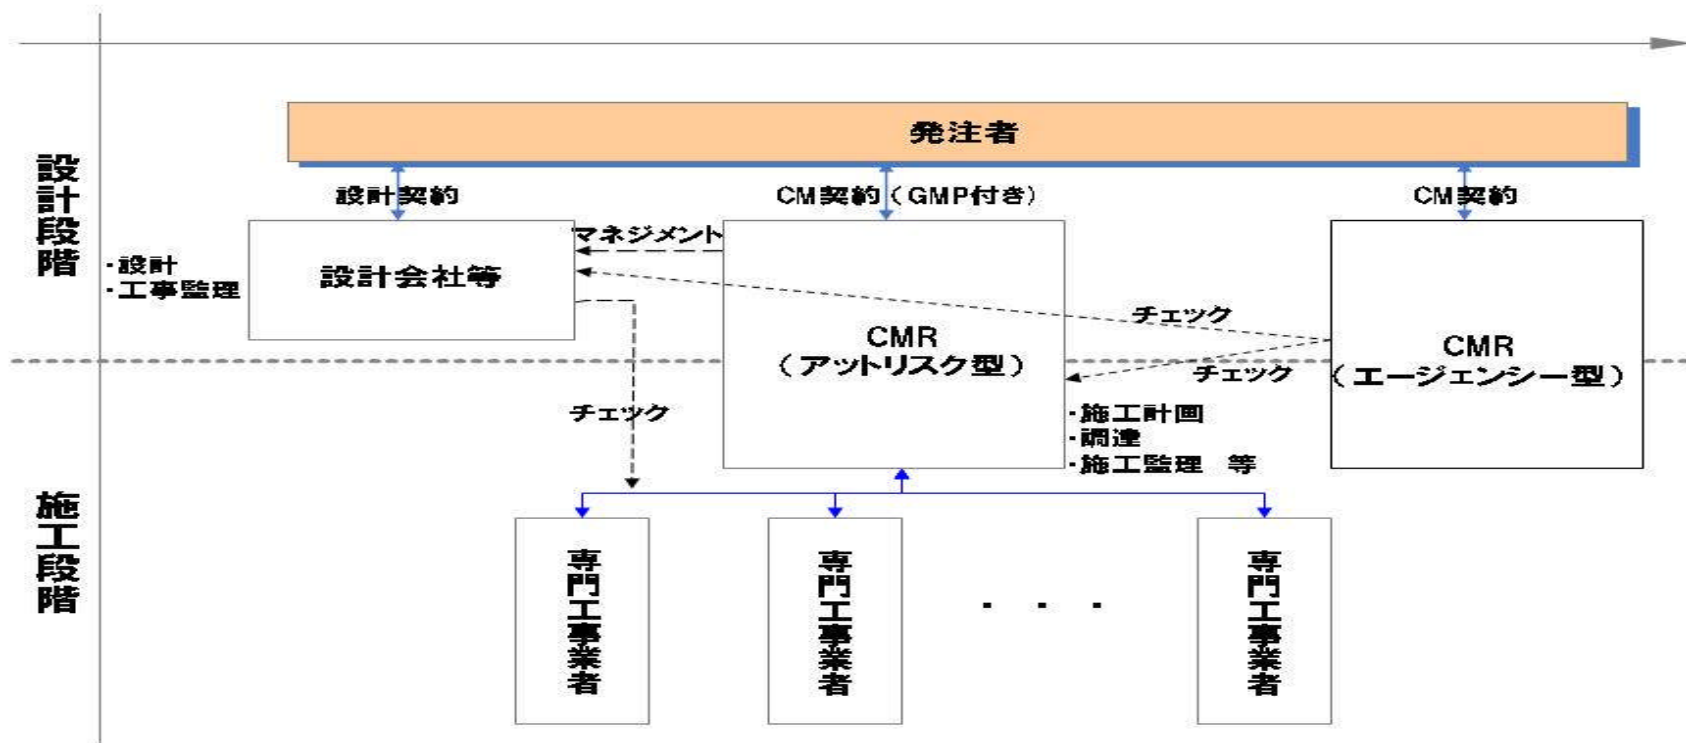 発注者
設計段階
設計契約
CM契約（GMP付き）
CM契約
マネジメント
・設計
・工事監理
設計会社等
チェック
CMR
（アットリスク型）
CMR
（エージェンシー型）
チェック
チェック
・施工計画
・調達
・施工監理　等
施工段階
専門工事業者
専門工事業者
・・・
専門工事業者